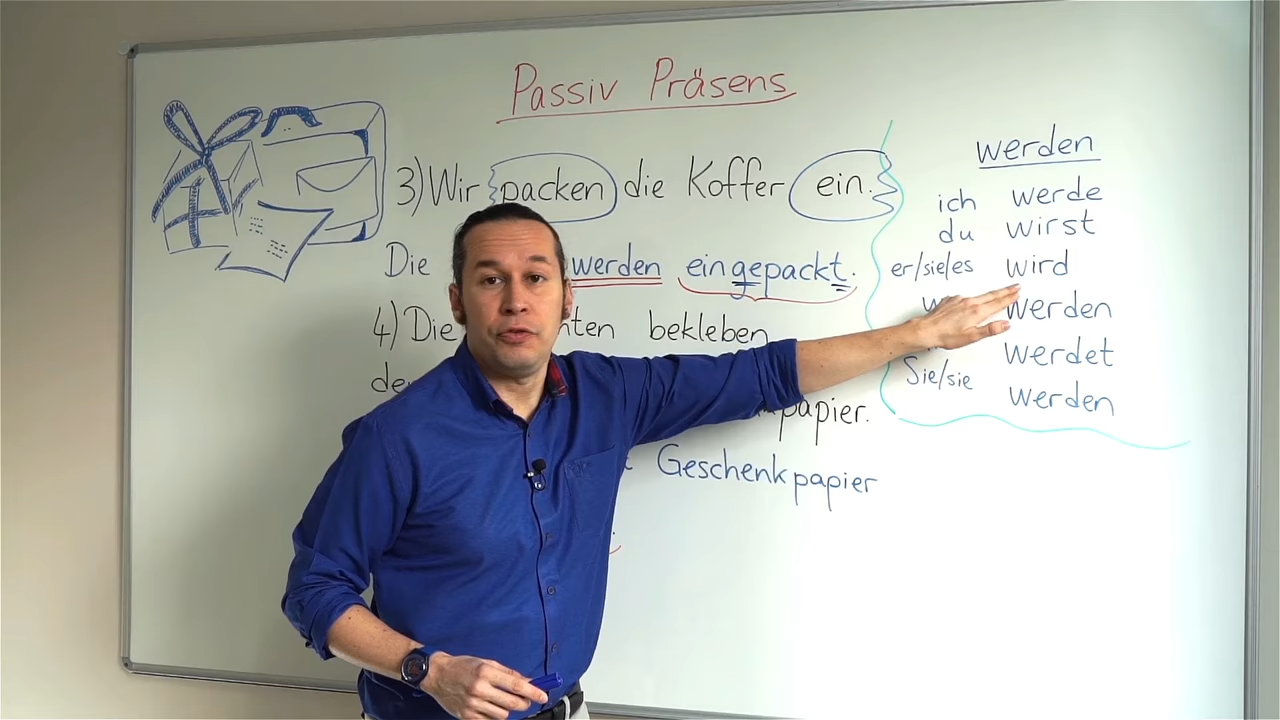 Passiv Präsens
3) Wir packen die Koffer ein.
Die werden eingepackt.
4) Die bekleben
papier.
Geschenkpapier
werden
ich werde
du wirst
er/sie/es wird
werden
werdet
Sie/sie werden